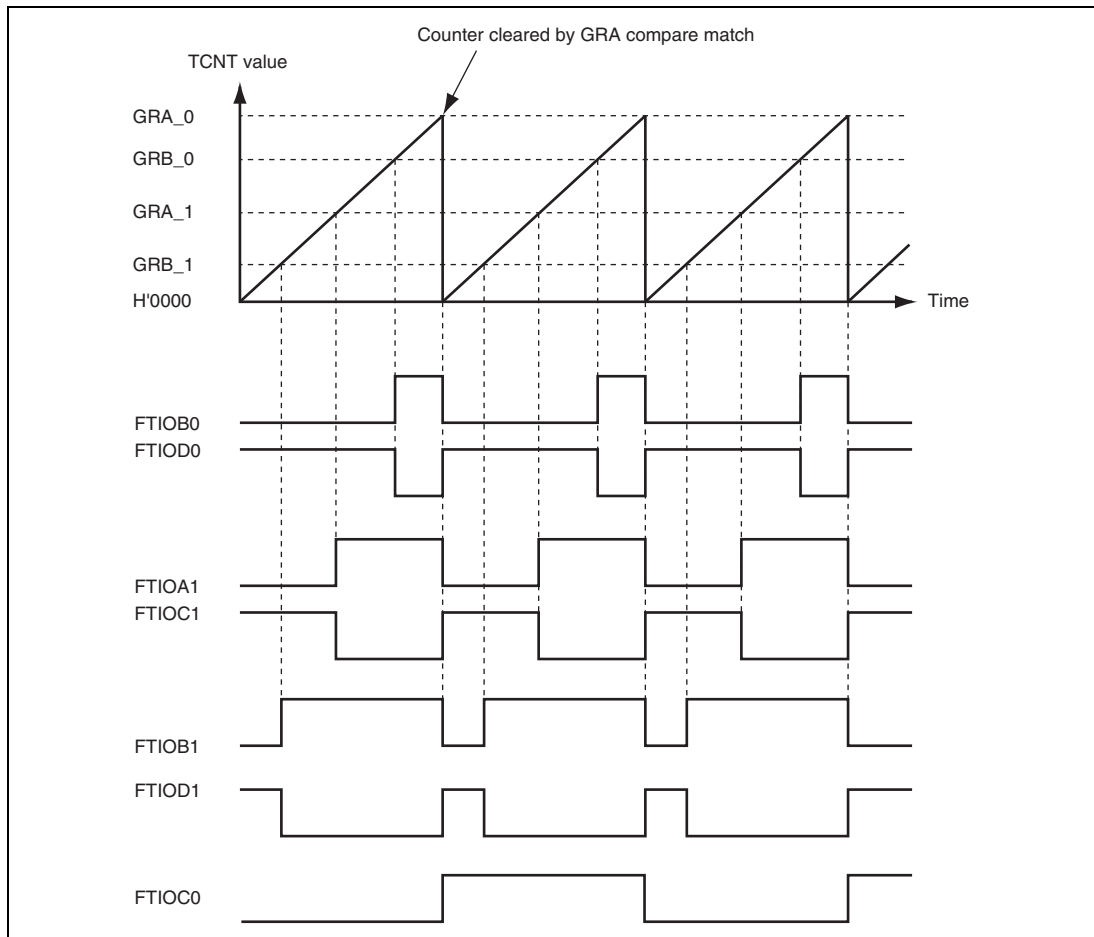 Counter cleared by GRA compare match
TCNT value
GRA_0
GRB_0
GRA_1
GRB_1
H'0000
Time
FTIOB0
FTIOD0
FTIOA1
FTIOC1
FTIOB1
FTIOD1
FTIOC0